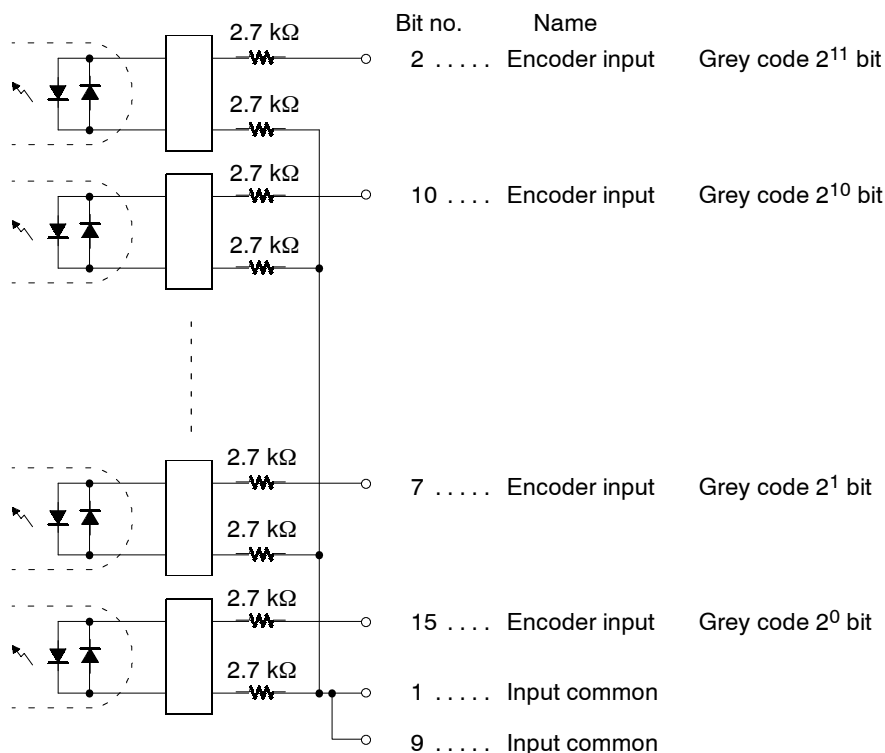 Bit no. Name
2.7 kΩ
2 ..... Encoder input Grey code 2¹¹ bit
2.7 kΩ
2.7 kΩ
10 .... Encoder input Grey code 2¹⁰ bit
2.7 kΩ
2.7 kΩ
7 ..... Encoder input Grey code 2¹ bit
2.7 kΩ
2.7 kΩ
15 .... Encoder input Grey code 2⁰ bit
2.7 kΩ
1 ..... Input common
9 ..... Input common